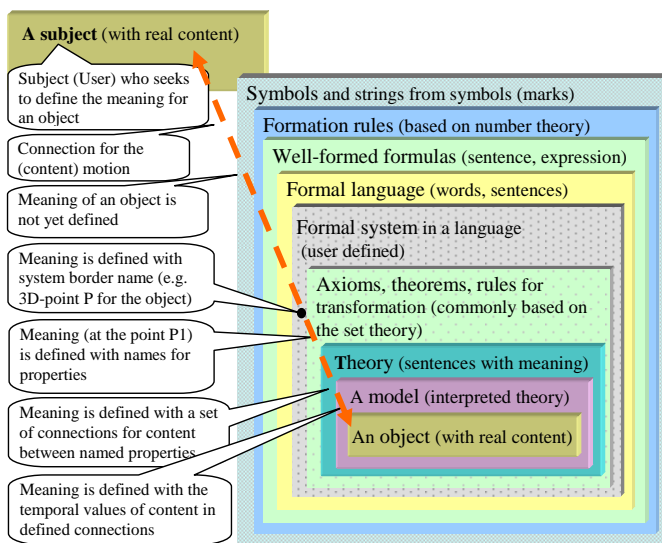 A subject (with real content)
Subject (User) who seeks
to define the meaning for
an object
Connection for the
(content) motion
Meaning of an object is
not yet defined
Meaning is defined with
system border name (e.g.
3D-point P for the object)
Meaning (at the point P1)
is defined with names for
properties
Meaning is defined with a set
of connections for content
between named properties
Meaning is defined with the
temporal values of content in
defined connections
Symbols and strings from symbols (marks)
Formation rules (based on number theory)
Well-formed formulas (sentence, expression)
Formal language (words, sentences)
Formal system in a language
(user defined)
Axioms, theorems, rules for
transformation (commonly based on
the set theory)
Theory (sentences with meaning)
A model (interpreted theory)
An object (with real content)